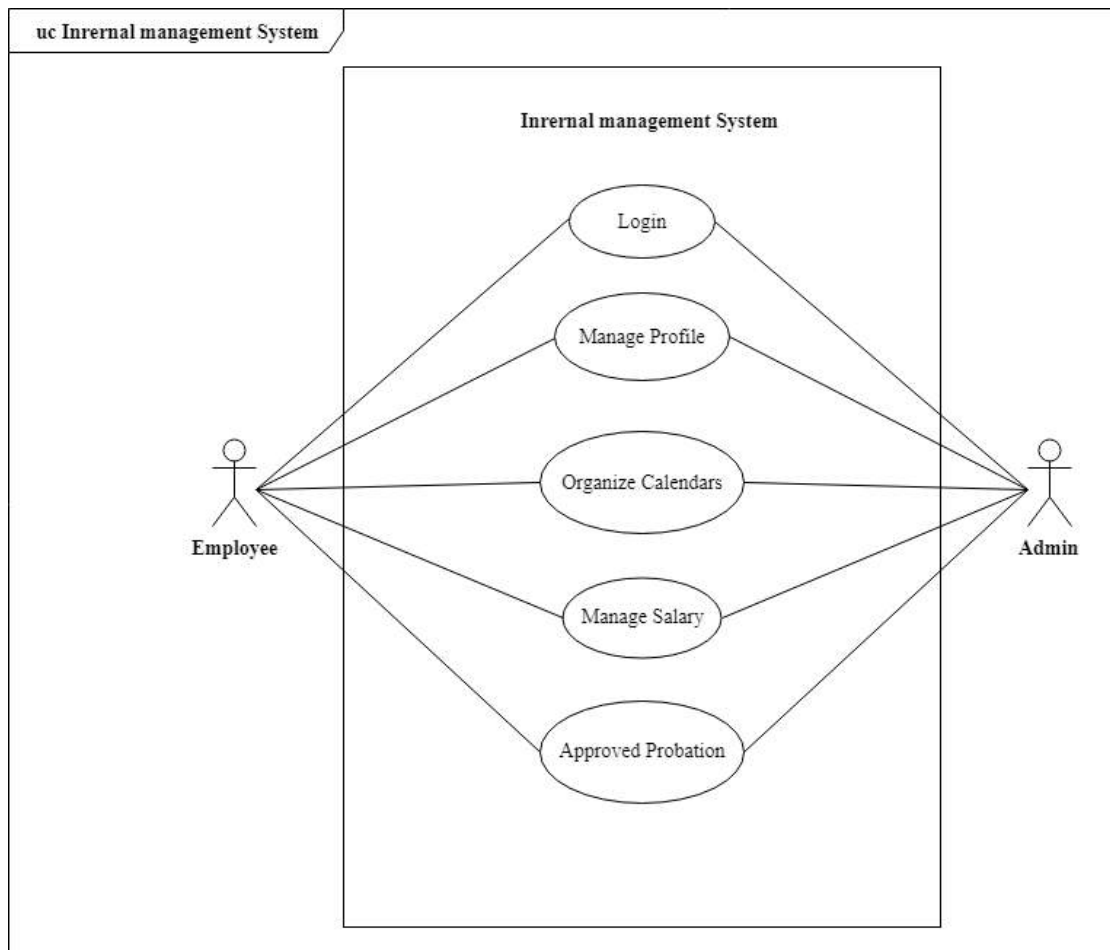 uc Inrernal management System
Inrernal management System
Login
Manage Profile
Organize Calendars
Employee
Admin
Manage Salary
Approved Probation